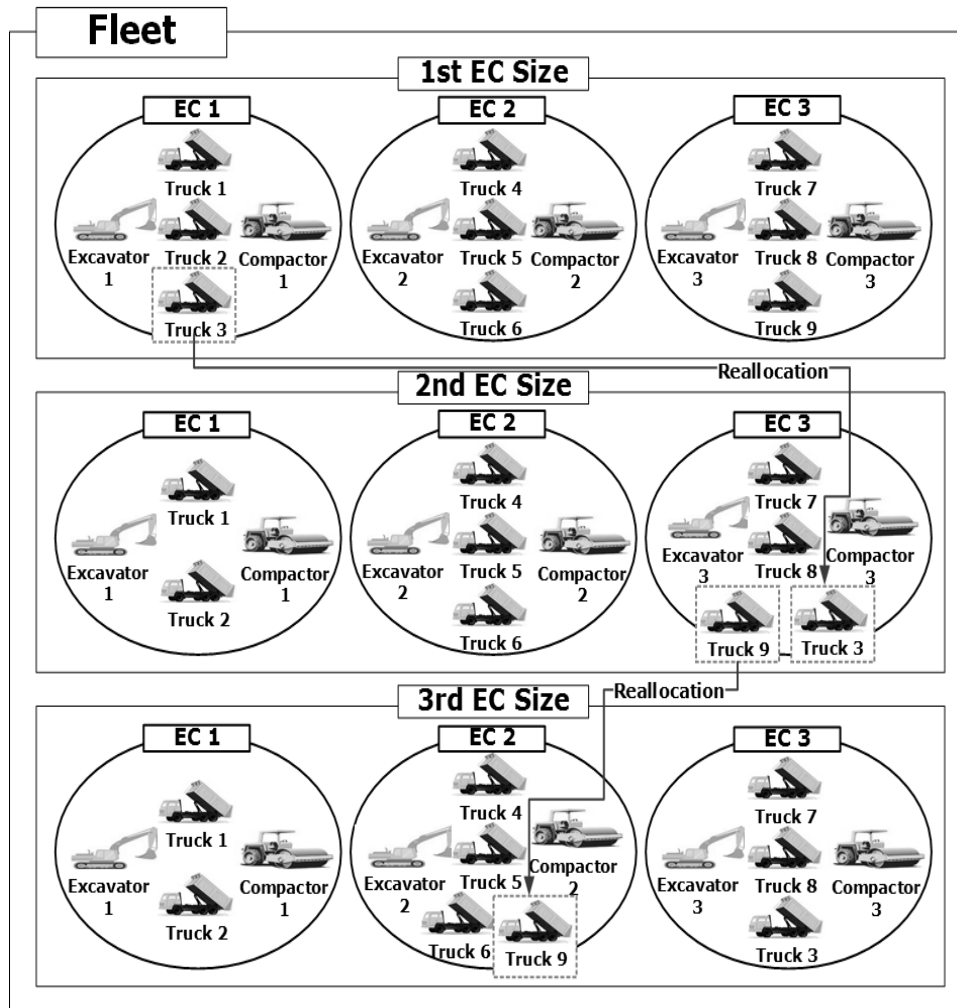 Fleet
1st EC Size
EC 1
EC 2
EC 3
Truck 1
Truck 4
Truck 7
Excavator
1
Truck 2
Compactor
1
Excavator
2
Truck 5
Compactor
2
Excavator
3
Truck 8
Compactor
3
Truck 3
Truck 6
Truck 9
Reallocation
2nd EC Size
EC 1
EC 2
EC 3
Truck 1
Truck 4
Truck 7
Excavator
1
Compactor
1
Excavator
2
Truck 5
Compactor
2
Excavator
3
Truck 8
Compactor
3
Truck 2
Truck 6
Truck 9
Truck 3
Reallocation
3rd EC Size
EC 1
EC 2
EC 3
Truck 1
Truck 4
Truck 7
Excavator
1
Compactor
1
Excavator
2
Truck 5
Compactor
2
Excavator
3
Truck 8
Compactor
3
Truck 2
Truck 6
Truck 9
Truck 3